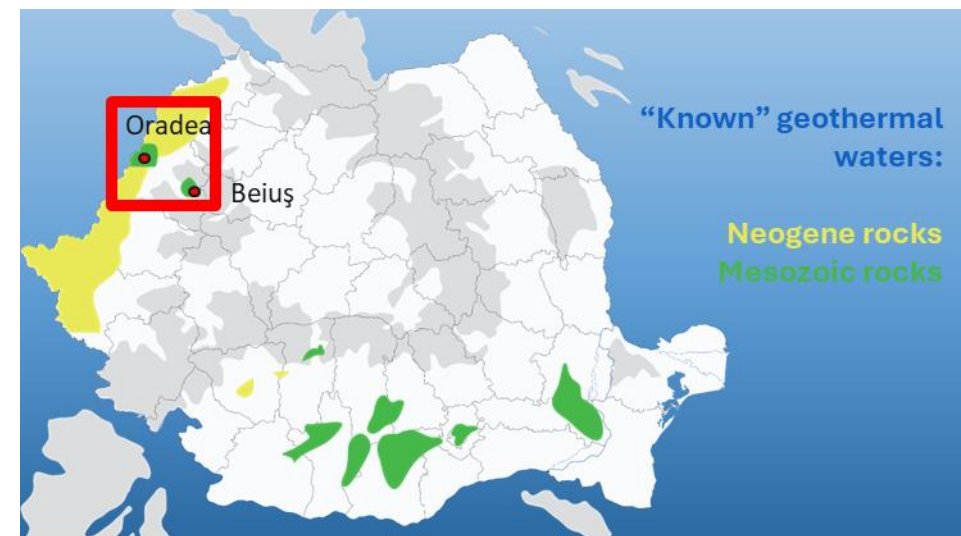 Oradea
Beiuş
“Known” geothermal
waters:
Neogene rocks
Mesozoic rocks